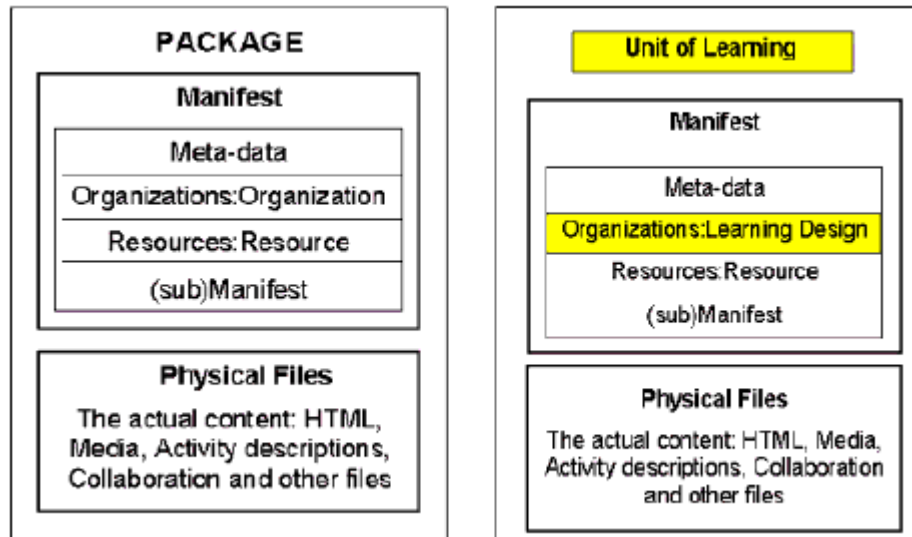 PACKAGE
Manifest
Meta-data
Organizations:Organization
Resources:Resource
(sub)Manifest
Physical Files
The actual content: HTML,
Media, Activity descriptions,
Collaboration and other files
Unit of Learning
Manifest
Meta-data
Organizations:Learning Design
Resources:Resource
(sub)Manifest
Physical Files
The actual content: HTML, Media,
Activity descriptions, Collaboration
and other files